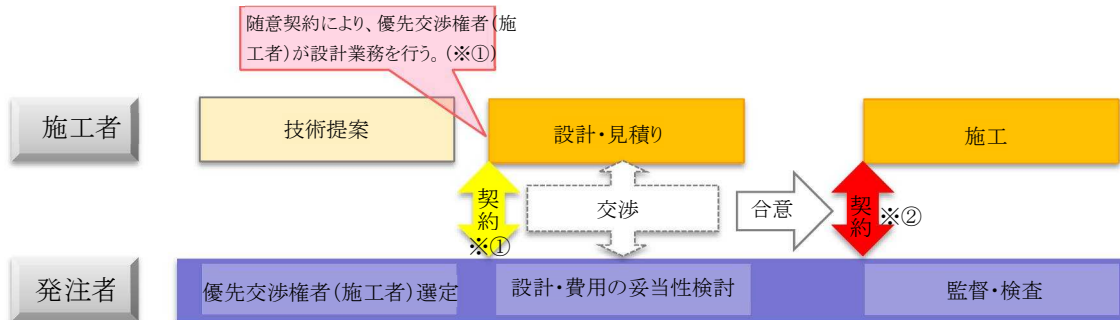 随意契約により、優先交渉権者(施
工者)が設計業務を行う。(※①)
施工者
技術提案
設計・見積り
施工
契約
※①
交渉
合意
契約
※②
発注者
優先交渉権者(施工者)選定
設計・費用の妥当性検討
監督・検査